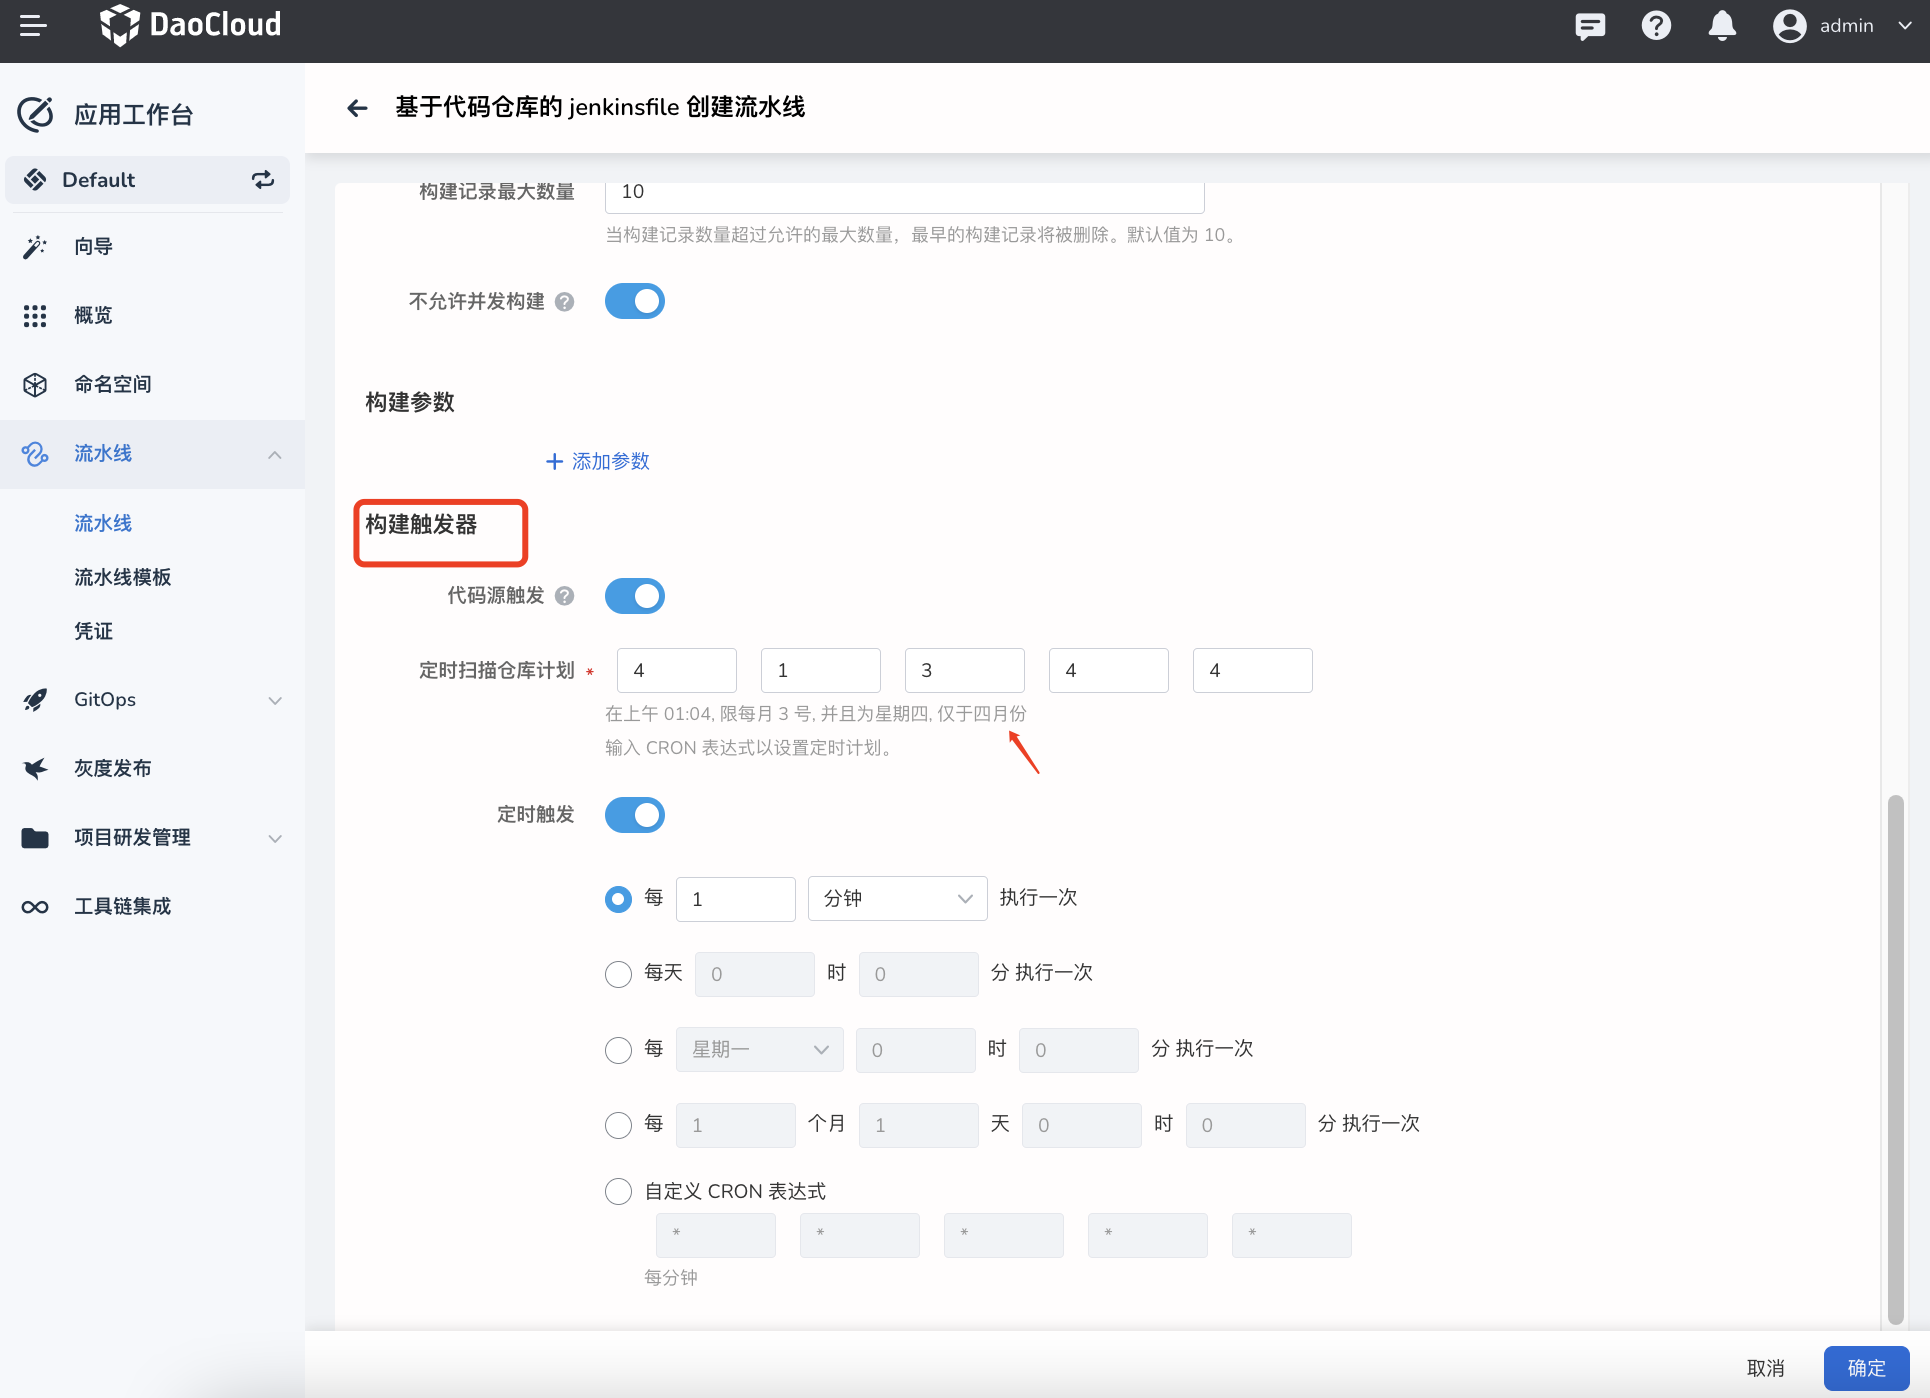 DaoCloud
admin
应用工作台
Default
向导
概览
命名空间
流水线
流水线
流水线模板
凭证
GitOps
灰度发布
项目研发管理
工具链集成
基于代码仓库的 jenkinsfile 创建流水线
构建记录最大数量 10
当构建记录数量超过允许的最大数量，最早的构建记录将被删除。默认值为 10。
不允许并发构建
构建参数
+ 添加参数
构建触发器
代码源触发
定时扫描仓库计划 * 4 1 3 4 4
在上午 01:04, 限每月 3 号, 并且为星期四, 仅于四月份
输入 CRON 表达式以设置定时计划。
定时触发
每 1 分钟 执行一次
每天 0 时 0 分 执行一次
每 星期一 0 时 0 分 执行一次
每 1 个月 1 天 0 时 0 分 执行一次
自定义 CRON 表达式
* * * * *
每分钟
取消 确定